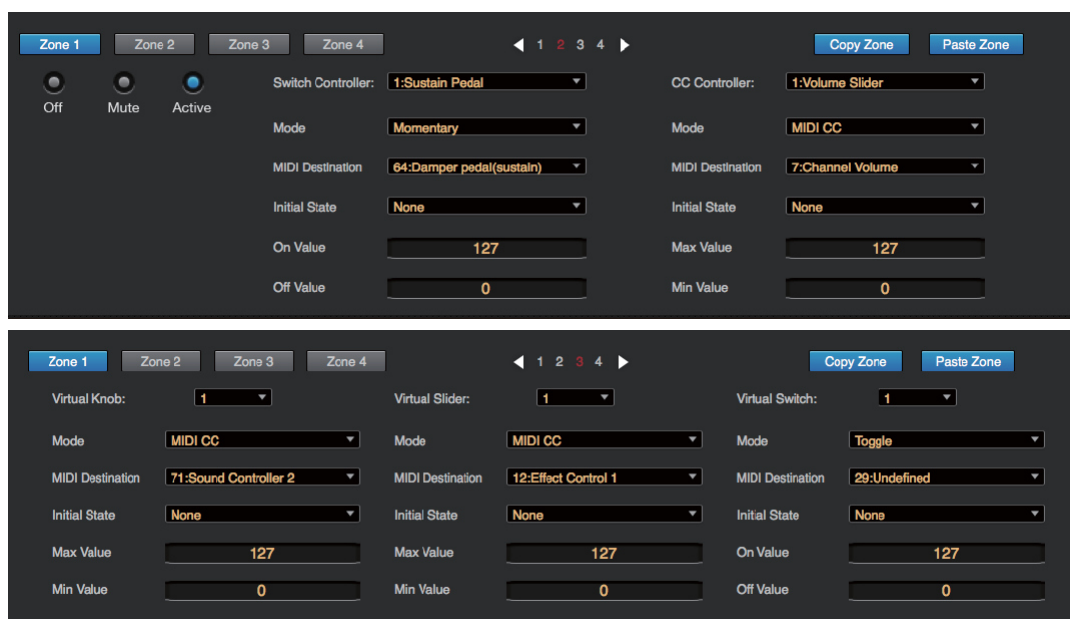 Zone 1 Zone 2 Zone 3 Zone 4 1 2 3 4 Copy Zone Paste Zone
Off Mute Active
Switch Controller: 1:Sustain Pedal CC Controller: 1:Volume Slider
Mode Momentary Mode MIDI CC
MIDI Destination 64:Damper pedal(sustain) MIDI Destination 7:Channel Volume
Initial State None Initial State None
On Value 127 Max Value 127
Off Value 0 Min Value 0
Zone 1 Zone 2 Zone 3 Zone 4 1 2 3 4 Copy Zone Paste Zone
Virtual Knob: 1 Virtual Slider: 1 Virtual Switch: 1
Mode MIDI CC Mode MIDI CC Mode Toggle
MIDI Destination 71:Sound Controller 2 MIDI Destination 12:Effect Control 1 MIDI Destination 29:Undefined
Initial State None Initial State None Initial State None
Max Value 127 Max Value 127 On Value 127
Min Value 0 Min Value 0 Off Value 0